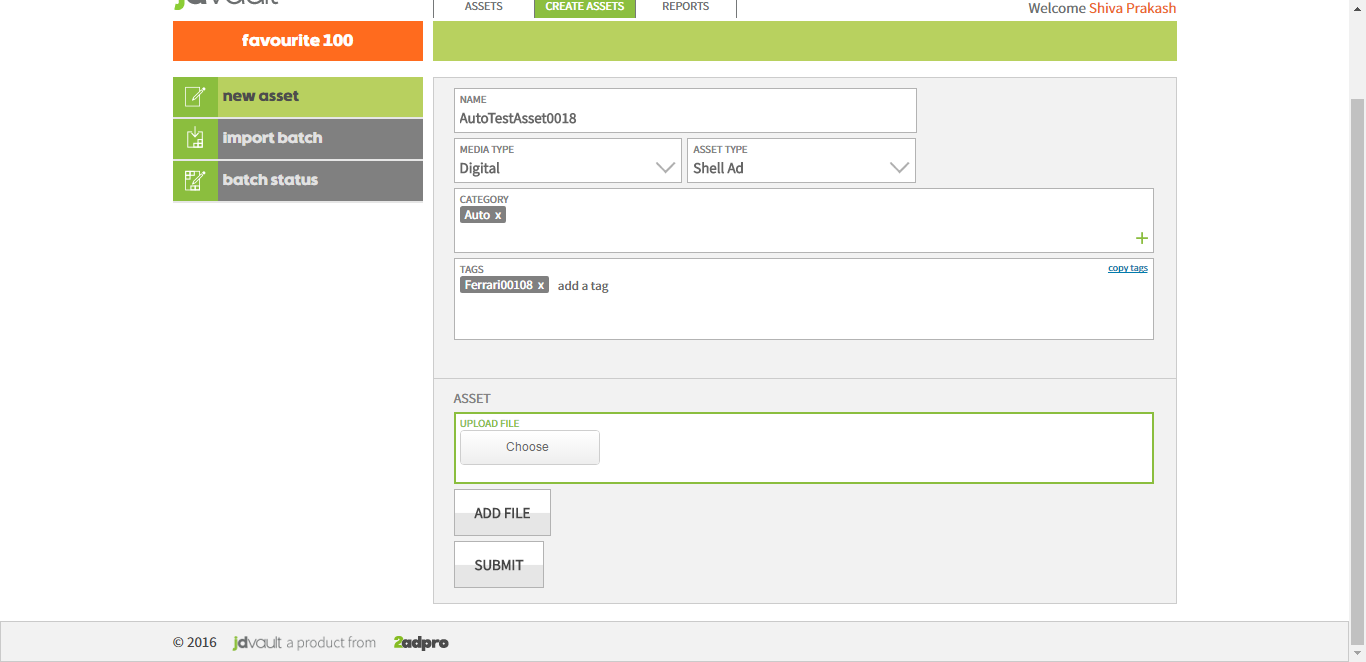 jdvault
ASSETS CREATE ASSETS REPORTS
Welcome Shiva Prakash
favourite 100
new asset
import batch
batch status
NAME
AutoTestAsset0018
MEDIA TYPE
Digital
ASSET TYPE
Shell Ad
CATEGORY
Auto x
+
TAGS
copy tags
Ferrari00108 x add a tag
ASSET
UPLOAD FILE
Choose
ADD FILE
SUBMIT
© 2016 jdvault a product from 2adpro